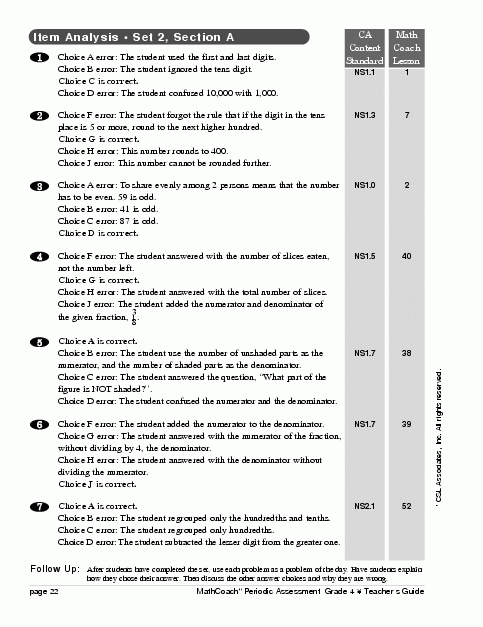 Item Analysis • Set 2, Section A
CA Content Standard
Math Coach Lesson
1 Choice A error: The student used the first and last digits. NS1.1 1
Choice B error: The student ignored the tens digit.
Choice C is correct.
Choice D error: The student confused 10,000 with 1,000.
2 Choice F error: The student forgot the rule that if the digit in the tens NS1.3 7
place is 5 or more, round to the next higher hundred.
Choice G is correct.
Choice H error: This number rounds to 400.
Choice J error: This number cannot be rounded further.
3 Choice A error: To share evenly among 2 persons means that the number NS1.0 2
has to be even. 59 is odd.
Choice B error: 41 is odd.
Choice C error: 87 is odd.
Choice D is correct.
4 Choice F error: The student answered with the number of slices eaten, NS1.5 40
not the number left.
Choice G is correct.
Choice H error: The student answered with the total number of slices.
Choice J error: The student added the numerator and denominator of
the given fraction, 3/8.
5 Choice A is correct. NS1.7 38
Choice B error: The student use the number of unshaded parts as the
numerator, and the number of shaded parts as the denominator.
Choice C error: The student answered the question, "What part of the
figure is NOT shaded?".
Choice D error: The student confused the numerator and the denominator.
6 Choice F error: The student added the numerator to the denominator. NS1.7 39
Choice G error: The student answered with the numerator of the fraction,
without dividing by 4, the denominator.
Choice H error: The student answered with the denominator without
dividing the numerator.
Choice J is correct.
7 Choice A is correct. NS2.1 52
Choice B error: The student regrouped only the hundredths and tenths.
Choice C error: The student regrouped only hundredths.
Choice D error: The student subtracted the lesser digit from the greater one.
Follow Up: After students have completed the set, use each problem as a problem of the day. Have students explain
how they chose their answer. Then discuss the other answer choices and why they are wrong.
page 22 MathCoach™ Periodic Assessment Grade 4 ¥ Teacher's Guide
' CSL Associates, Inc. All rights reserved.